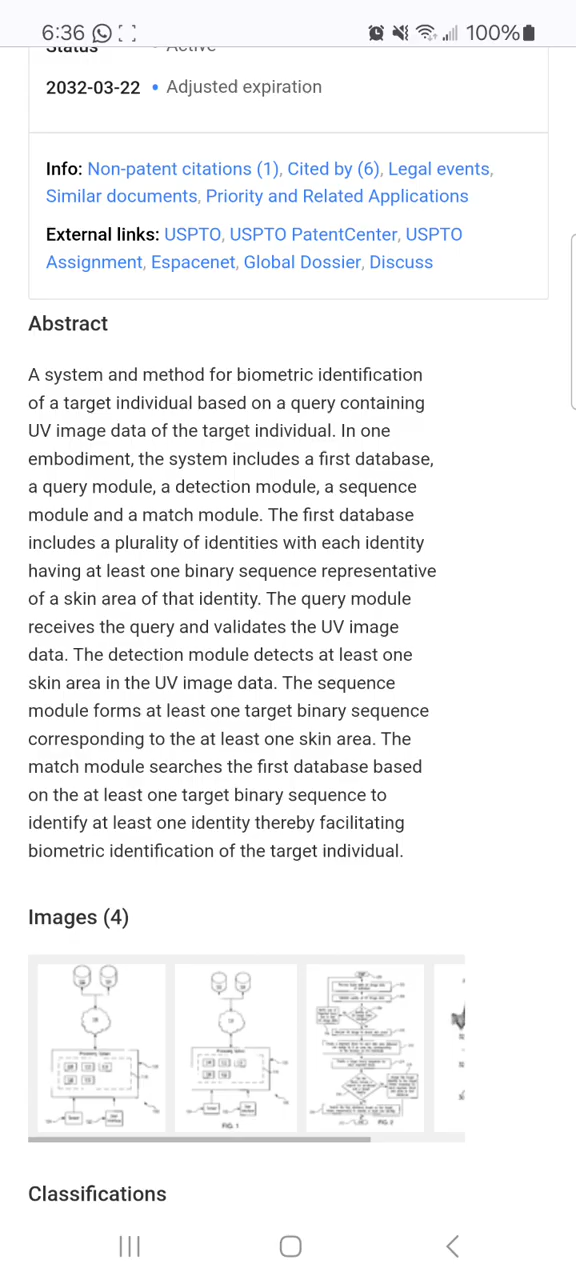 6:36
100%
Status • Active
2032-03-22 • Adjusted expiration
Info: Non-patent citations (1), Cited by (6), Legal events,
Similar documents, Priority and Related Applications
External links: USPTO, USPTO PatentCenter, USPTO
Assignment, Espacenet, Global Dossier, Discuss
Abstract
A system and method for biometric identification
of a target individual based on a query containing
UV image data of the target individual. In one
embodiment, the system includes a first database,
a query module, a detection module, a sequence
module and a match module. The first database
includes a plurality of identities with each identity
having at least one binary sequence representative
of a skin area of that identity. The query module
receives the query and validates the UV image
data. The detection module detects at least one
skin area in the UV image data. The sequence
module forms at least one target binary sequence
corresponding to the at least one skin area. The
match module searches the first database based
on the at least one target binary sequence to
identify at least one identity thereby facilitating
biometric identification of the target individual.
Images (4)
FIG. 1
FIG. 2
Classifications